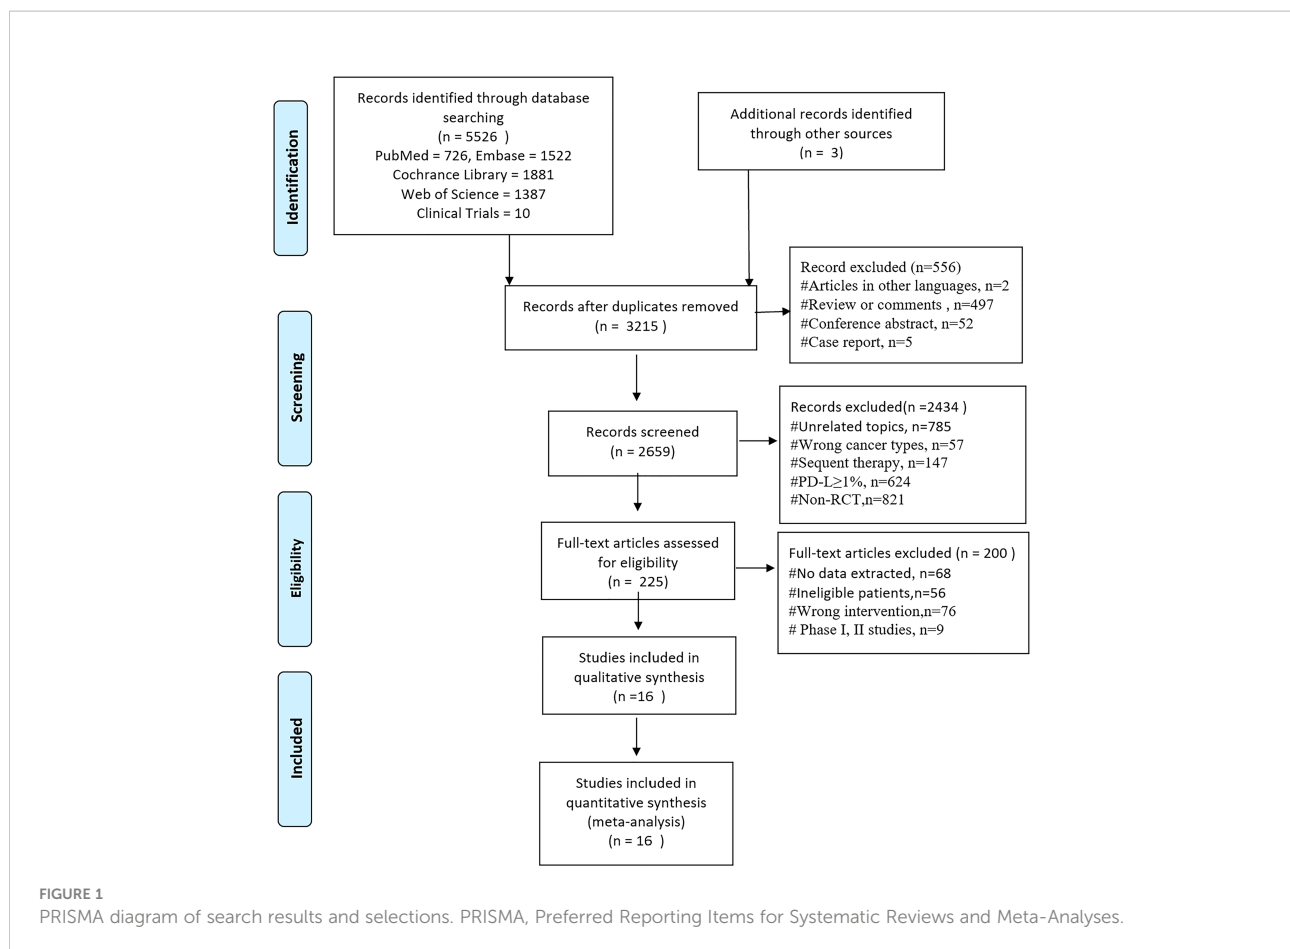 Identification
Records identified through database
searching
(n = 5526 )
PubMed = 726, Embase = 1522
Cochrance Library = 1881
Web of Science = 1387
Clinical Trials = 10
Additional records identified
through other sources
(n = 3)
Record excluded (n=556)
#Articles in other languages, n=2
#Review or comments , n=497
#Conference abstract, n=52
#Case report, n=5
Records after duplicates removed
(n = 3215 )
Screening
Records screened
(n = 2659)
Records excluded(n =2434 )
#Unrelated topics, n=785
#Wrong cancer types, n=57
#Sequent therapy, n=147
#PD-L≥1%, n=624
#Non-RCT,n=821
Eligibility
Full-text articles assessed
for eligibility
(n = 225)
Full-text articles excluded (n = 200 )
#No data extracted, n=68
#Ineligible patients,n=56
#Wrong intervention,n=76
# Phase I, II studies, n=9
Studies included in
qualitative synthesis
(n =16 )
Included
Studies included in
quantitative synthesis
(meta-analysis)
(n = 16 )
FIGURE 1
PRISMA diagram of search results and selections. PRISMA, Preferred Reporting Items for Systematic Reviews and Meta-Analyses.